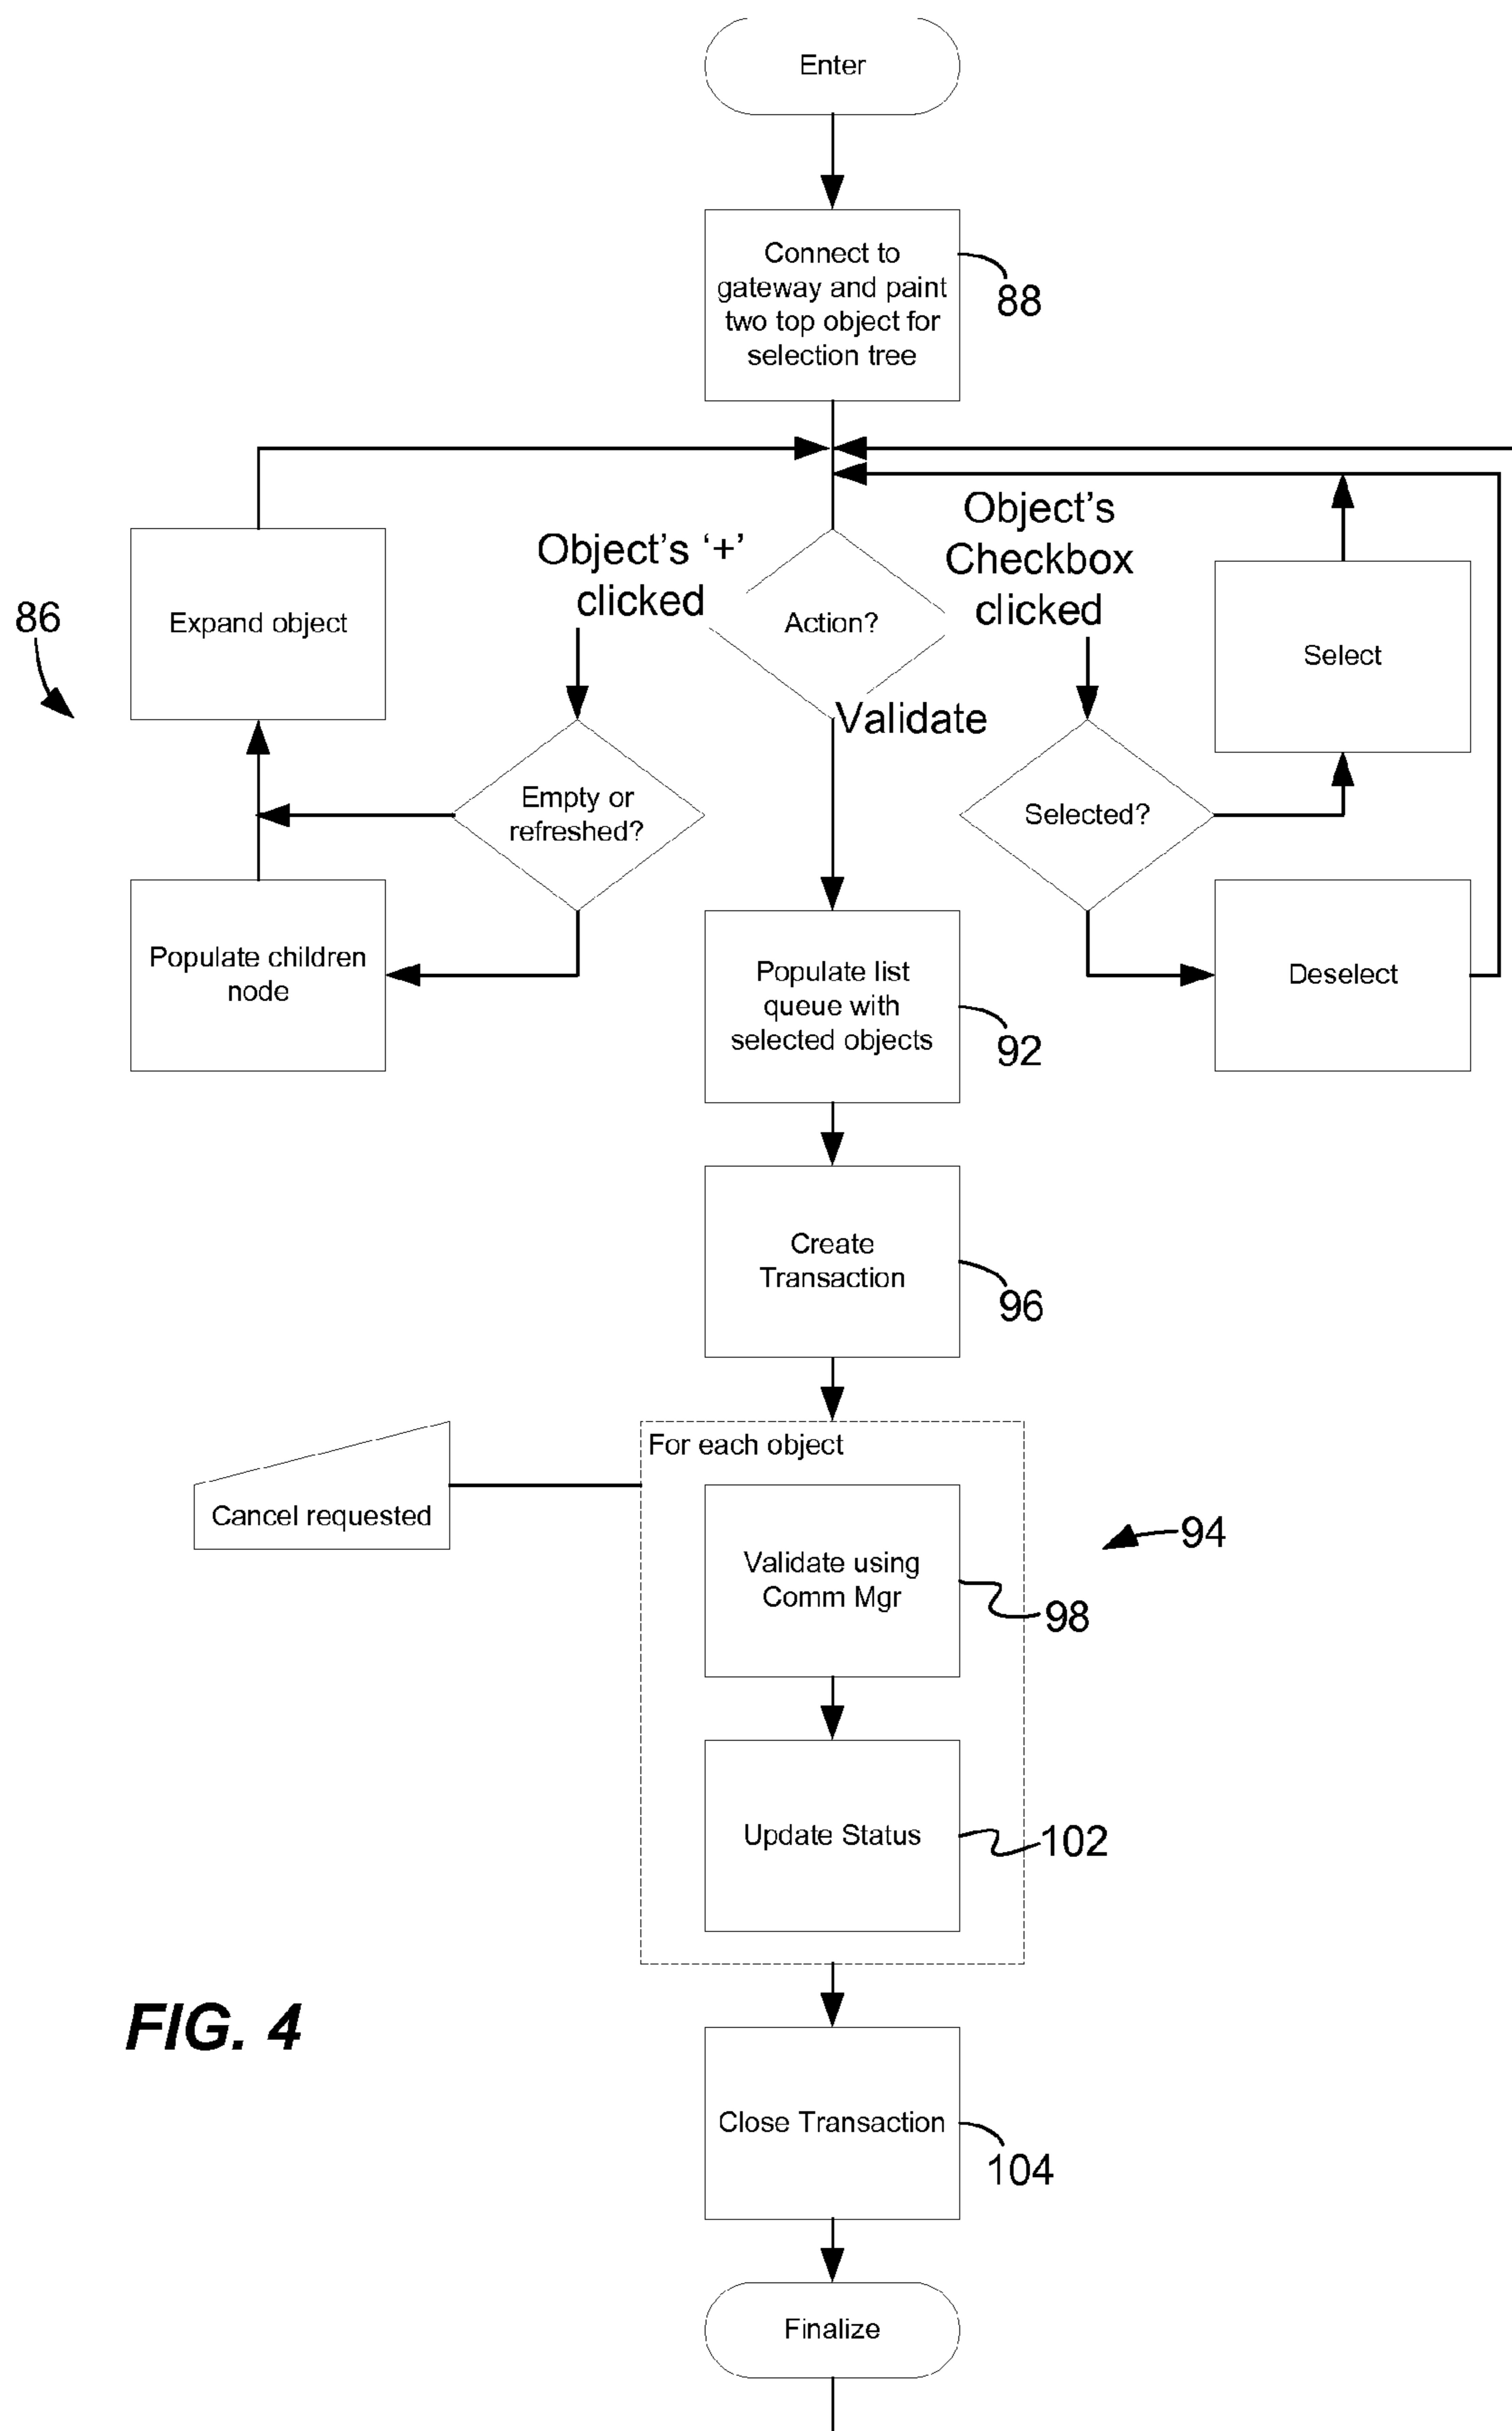 Enter
Connect to
gateway and paint
two top object for
selection tree
88
Object's '+'
clicked
Action?
Object's
Checkbox
clicked
Validate
86
Expand object
Select
Empty or
refreshed?
Selected?
Populate children
node
Populate list
queue with
selected objects
92
Deselect
Create
Transaction
96
For each object
Cancel requested
Validate using
Comm Mgr
94
98
Update Status
102
FIG. 4
Close Transaction
104
Finalize